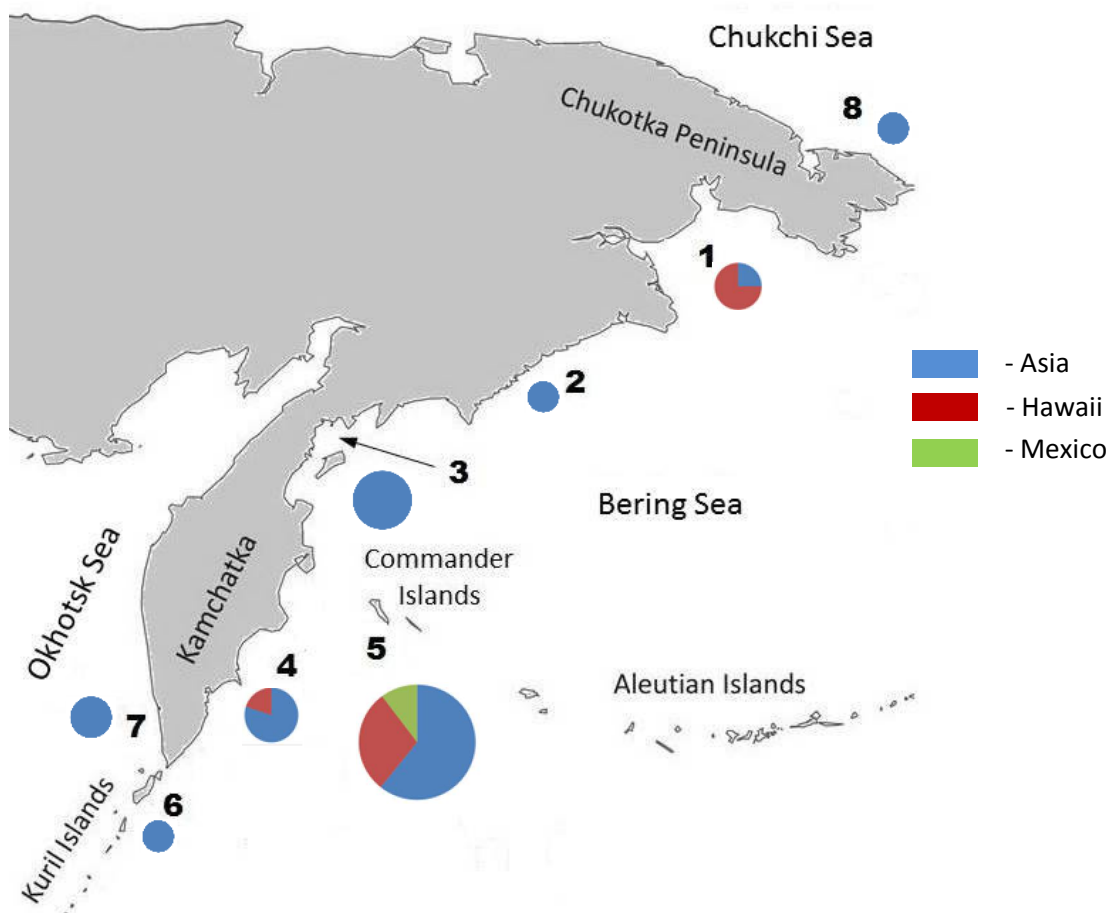 Chukchi Sea
8
Chukotka Peninsula
1
2
- Asia
- Hawaii
- Mexico
3
Bering Sea
Okhotsk Sea
Kamchatka
Commander
Islands
4
5
Aleutian Islands
7
6
Kuril Islands